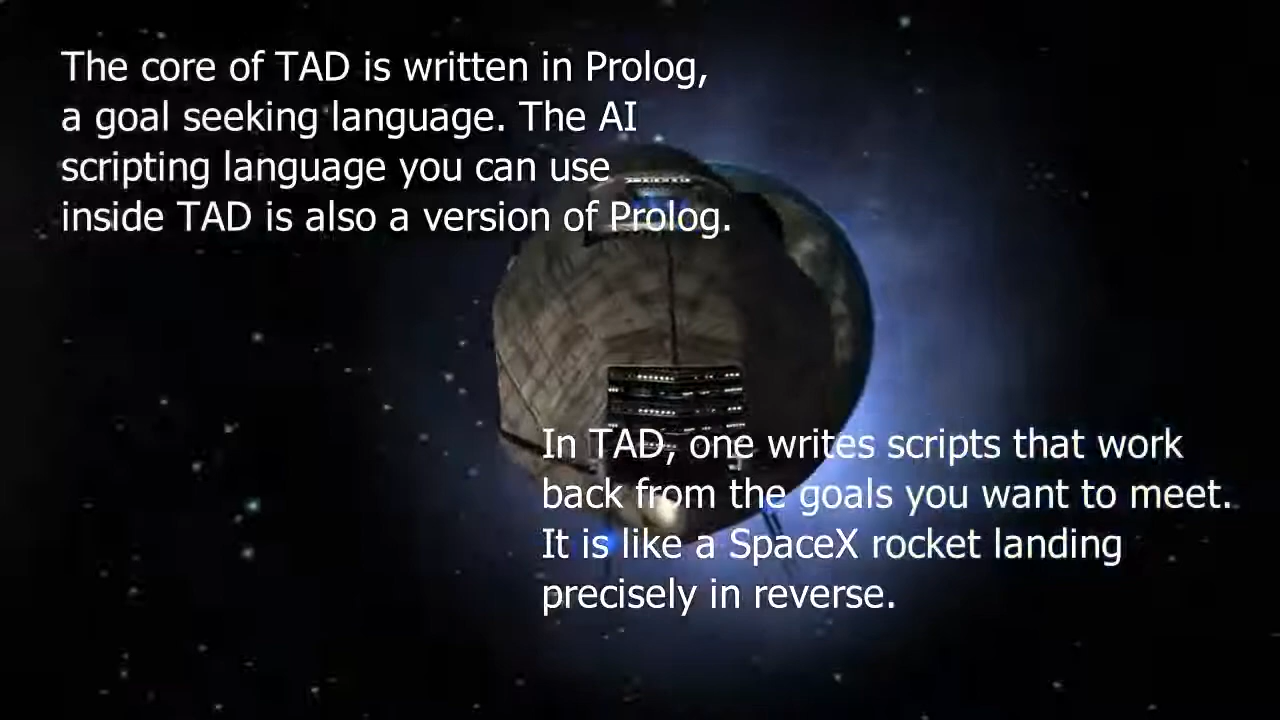 The core of TAD is written in Prolog,
a goal seeking language. The AI
scripting language you can use
inside TAD is also a version of Prolog.
In TAD, one writes scripts that work
back from the goals you want to meet.
It is like a SpaceX rocket landing
precisely in reverse.